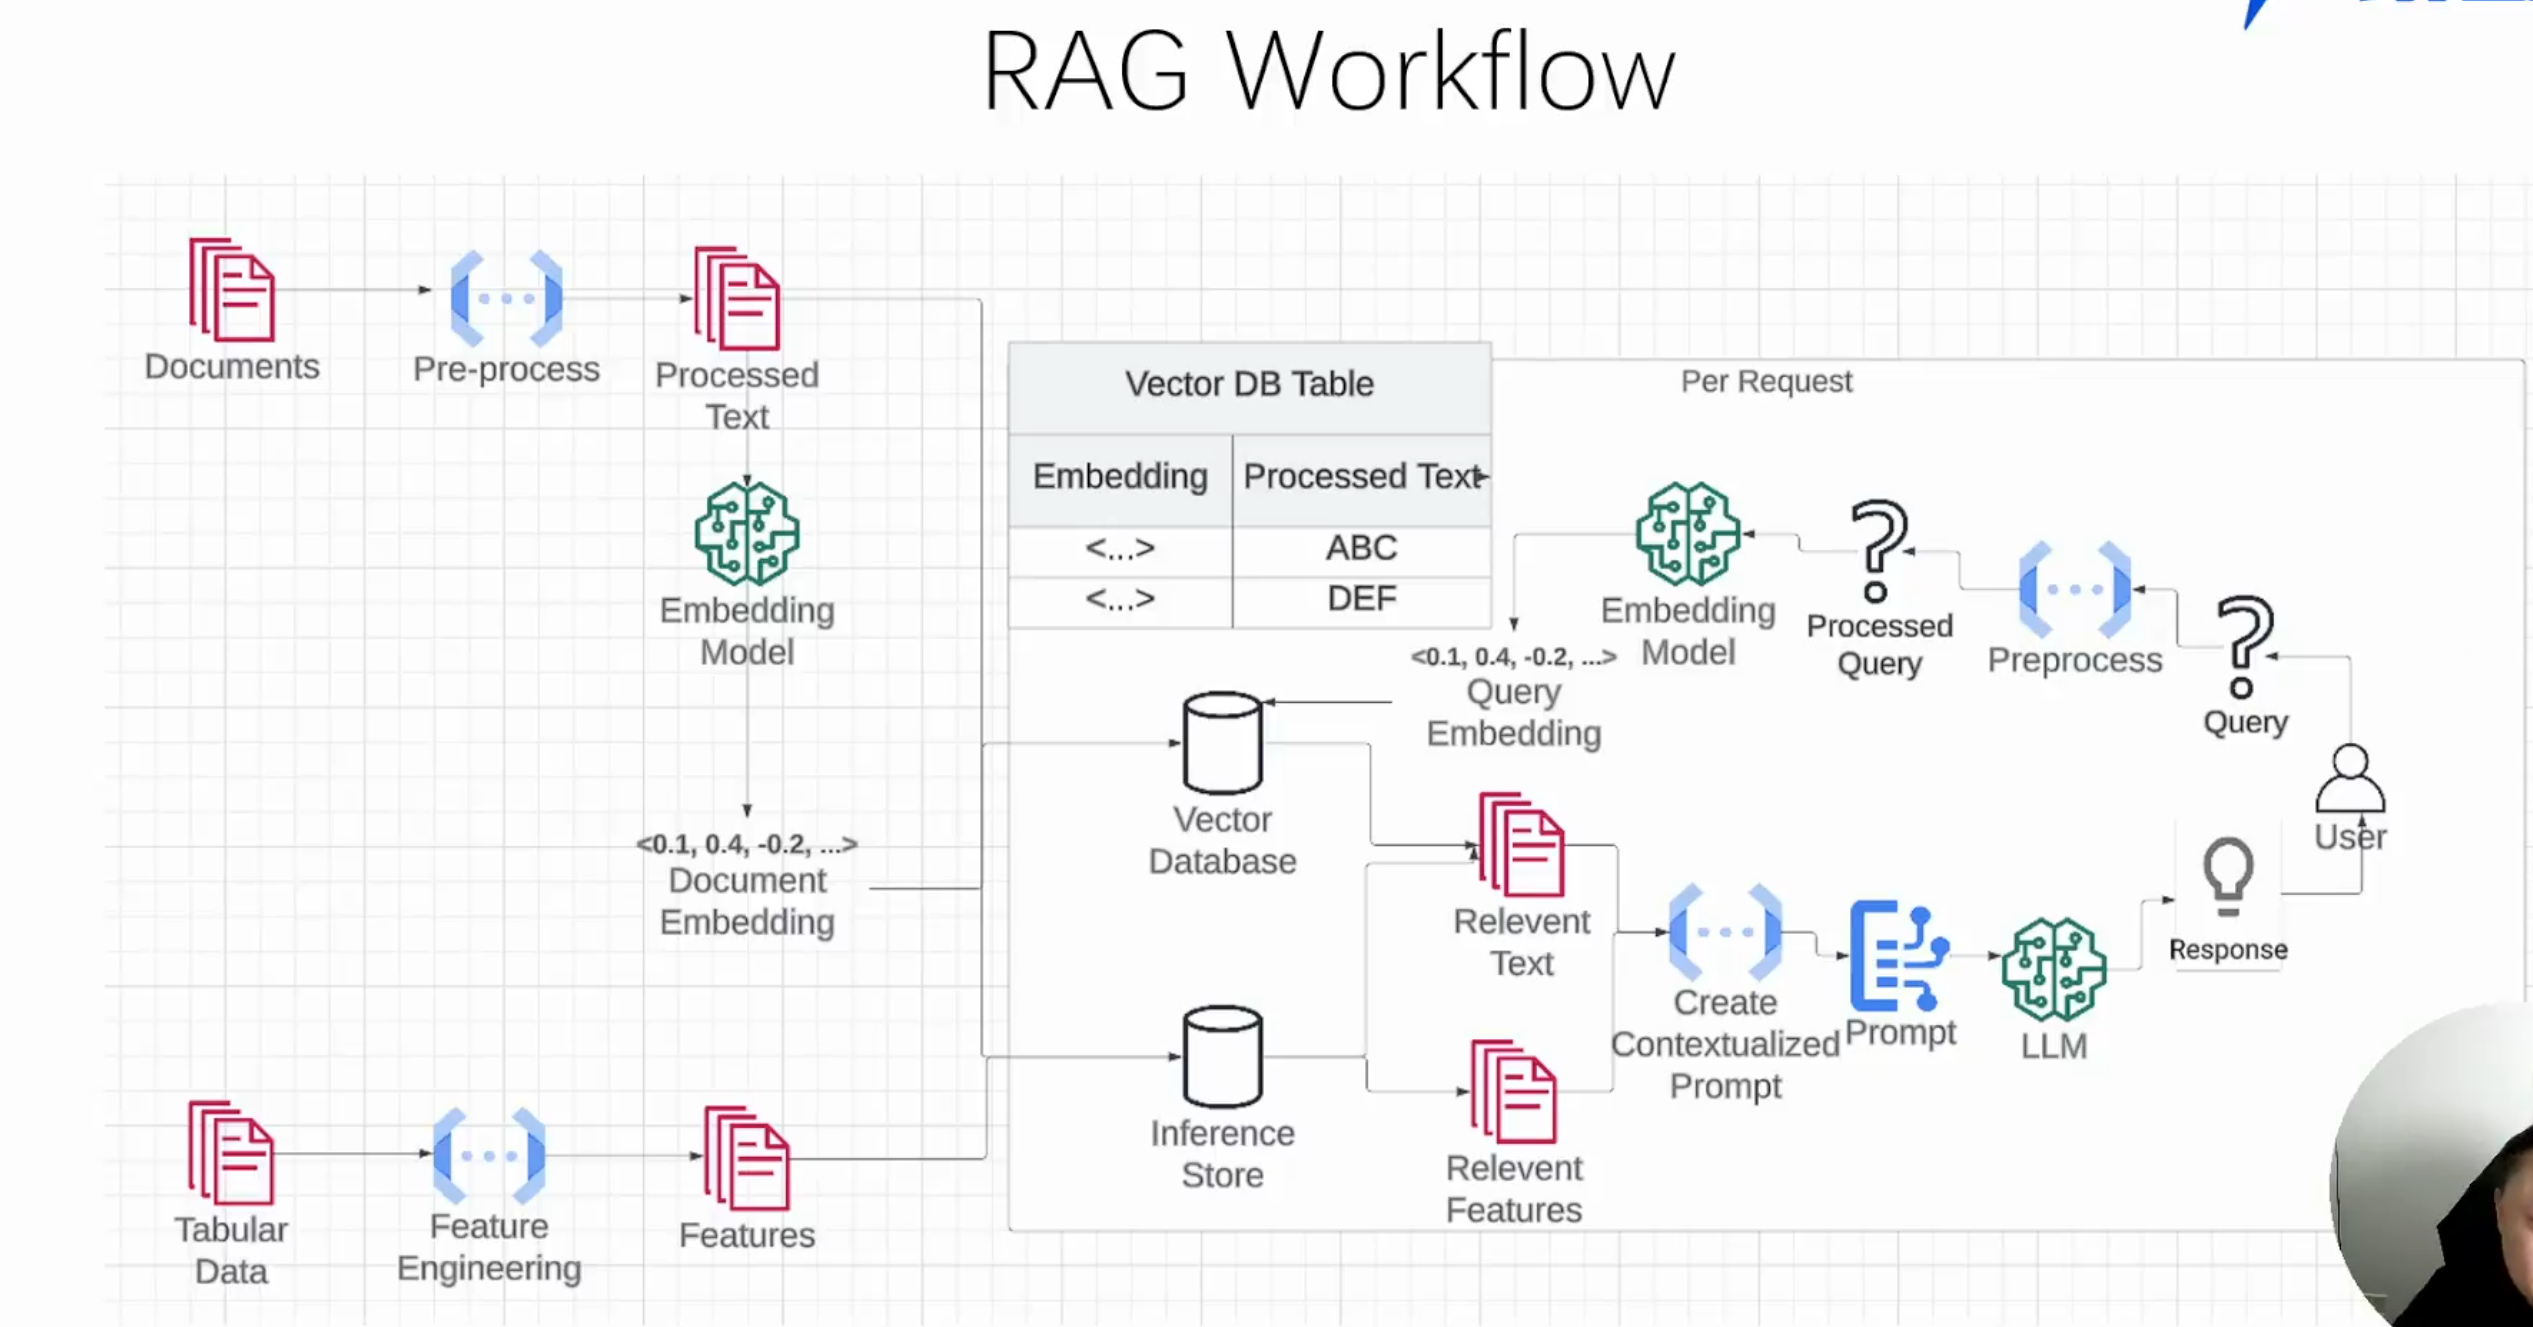 RAG Workflow
Documents
Pre-process
Processed
Text
Embedding
Model
<0.1, 0.4, -0.2, ...>
Document
Embedding
Tabular
Data
Feature
Engineering
Features
Vector DB Table
Embedding
Processed Text
<...>
ABC
<...>
DEF
Per Request
Embedding
Model
Processed
Query
Preprocess
Query
User
<0.1, 0.4, -0.2, ...>
Query
Embedding
Vector
Database
Relevent
Text
Inference
Store
Relevent
Features
Create
Contextualized
Prompt
Prompt
LLM
Response